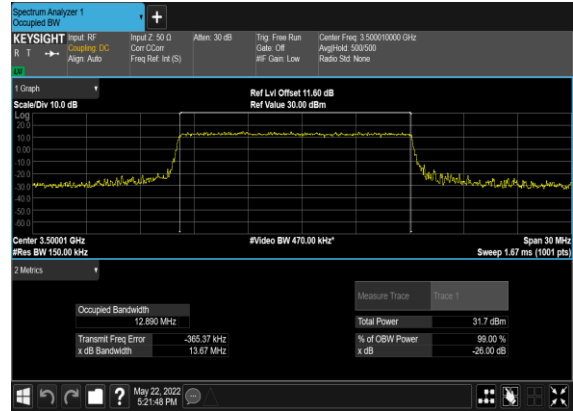 Spectrum Analyzer 1
Occupied BW
+
KEYSIGHT Input: RF Input Z: 50 Ω Atten: 30 dB Trig: Free Run Center Freq: 3.500010000 GHz
R T Coupling: DC Corr CCorr Gate: Off Avg|Hold: 500/500
Align: Auto Freq Ref: Int (S) #IF Gain: Low Radio Std: None
LM
1 Graph
Ref Lvl Offset 11.60 dB
Scale/Div 10.0 dB Ref Value 30.00 dBm
Log
20.0
10.0
0.00
-10.0
-20.0
-30.0
-40.0
-50.0
-60.0
Center 3.50001 GHz #Video BW 470.00 kHz* Span 30 MHz
#Res BW 150.00 kHz Sweep 1.67 ms (1001 pts)
2 Metrics
Measure Trace Trace 1
Occupied Bandwidth
12.890 MHz Total Power 31.7 dBm
Transmit Freq Error -365.37 kHz % of OBW Power 99.00 %
x dB Bandwidth 13.67 MHz x dB -26.00 dB
?
May 22, 2022
5:21:48 PM